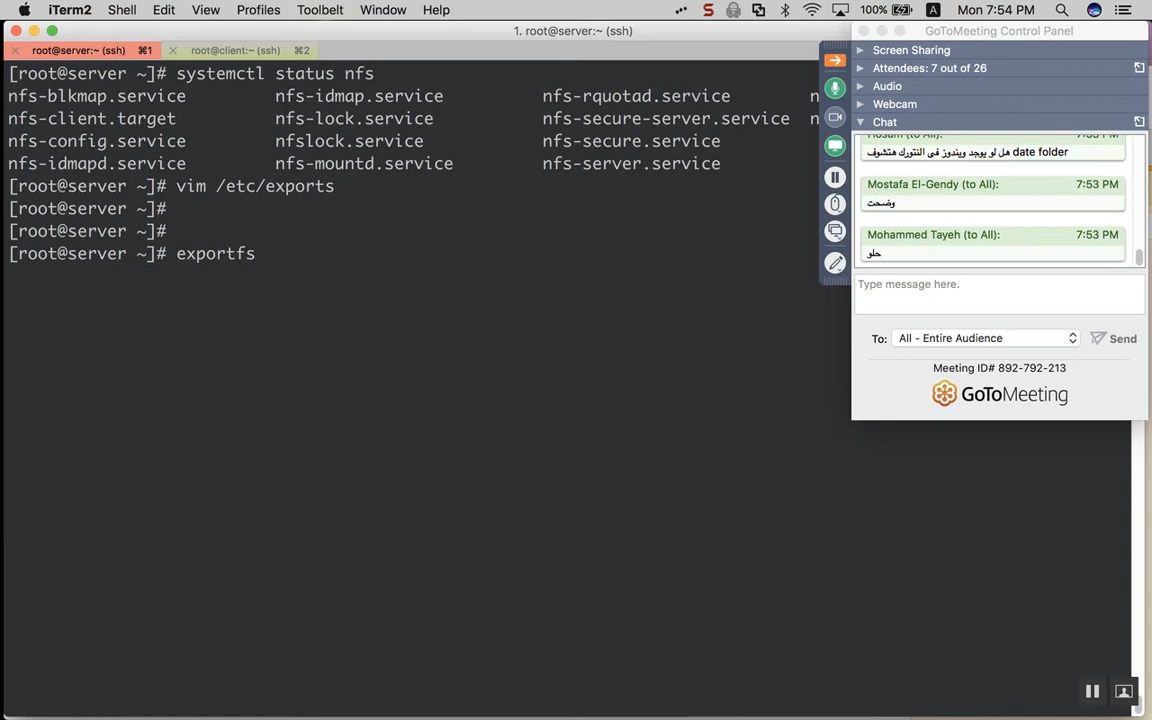 iTerm2 Shell Edit View Profiles Toolbelt Window Help 100% A Mon 7:54 PM
1. root@server:~ (ssh)
root@server:~ (ssh) ⌘1 root@client:~ (ssh) ⌘2
[root@server ~]# systemctl status nfs
nfs-blkmap.service nfs-idmap.service nfs-rquotad.service
nfs-client.target nfs-lock.service nfs-secure-server.service
nfs-config.service nfslock.service nfs-secure.service
nfs-idmapd.service nfs-mountd.service nfs-server.service
[root@server ~]# vim /etc/exports
[root@server ~]#
[root@server ~]#
[root@server ~]# exportfs
GoToMeeting Control Panel
Screen Sharing
Attendees: 7 out of 26
Audio
Webcam
Chat
هل لو يوجد ويندوز فى النتورك هتشوف date folder
Mostafa El-Gendy (to All): 7:53 PM
وضحت
Mohammed Tayeh (to All): 7:53 PM
حلو
Type message here.
To: All - Entire Audience Send
Meeting ID# 892-792-213
GoToMeeting